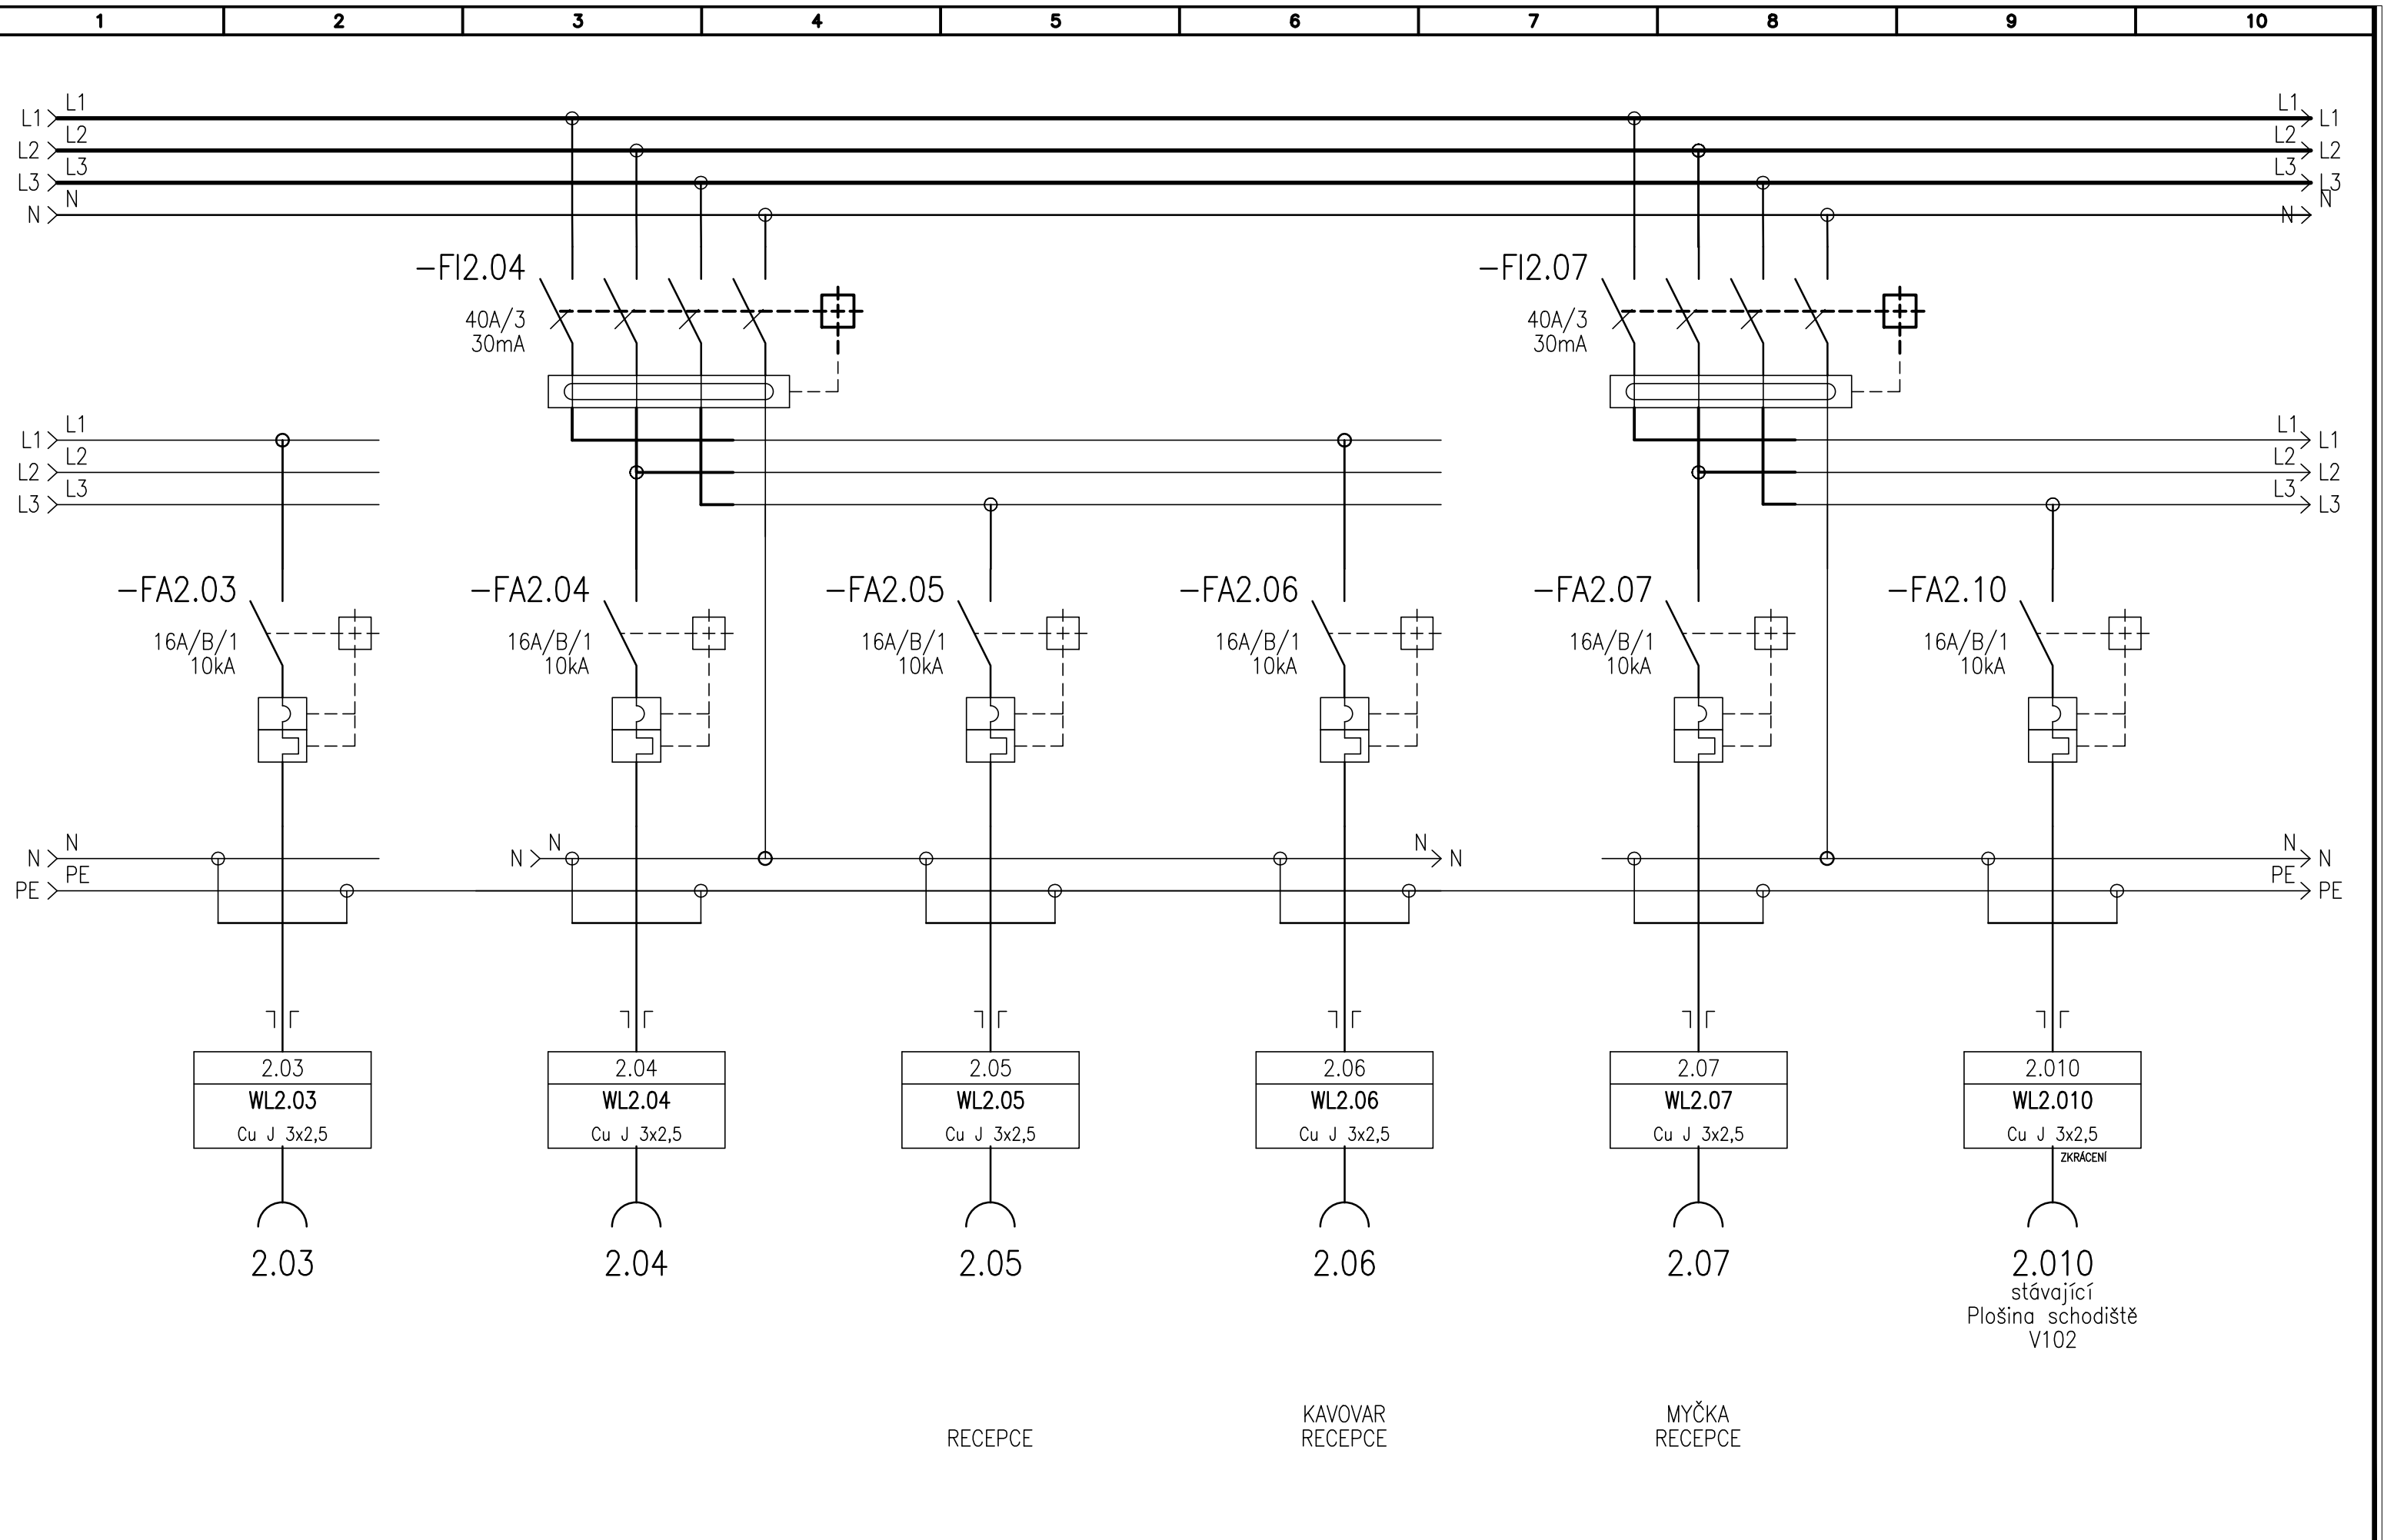 1 2 3 4 5 6 7 8 9 10
L1 L1 L1 L1
L2 L2 L2 L2
L3 L3 L3 L3
N N N N
-FI2.04 -FI2.07
40A/3 40A/3
30mA 30mA
L1 L1 L1 L1
L2 L2 L2 L2
L3 L3 L3 L3
-FA2.03 -FA2.04 -FA2.05 -FA2.06 -FA2.07 -FA2.10
16A/B/1 16A/B/1 16A/B/1 16A/B/1 16A/B/1 16A/B/1
10kA 10kA 10kA 10kA 10kA 10kA
N N N N N N N N
PE PE PE PE
2.03 2.04 2.05 2.06 2.07 2.010
WL2.03 WL2.04 WL2.05 WL2.06 WL2.07 WL2.010
Cu J 3x2,5 Cu J 3x2,5 Cu J 3x2,5 Cu J 3x2,5 Cu J 3x2,5 Cu J 3x2,5
ZKRÁCENÍ
2.03 2.04 2.05 2.06 2.07 2.010
stávající
Plošina schodiště
V102
KAVOVAR MYČKA
RECEPCE RECEPCE RECEPCE